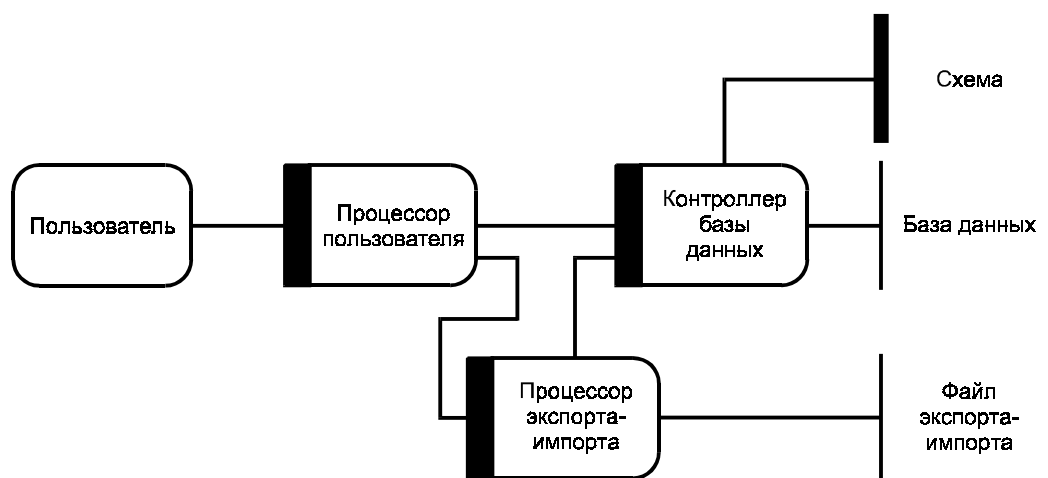 Схема
Пользователь
Процессор
пользователя
Контроллер
базы
данных
База данных
Процессор
экспорта-
импорта
Файл
экспорта-
импорта